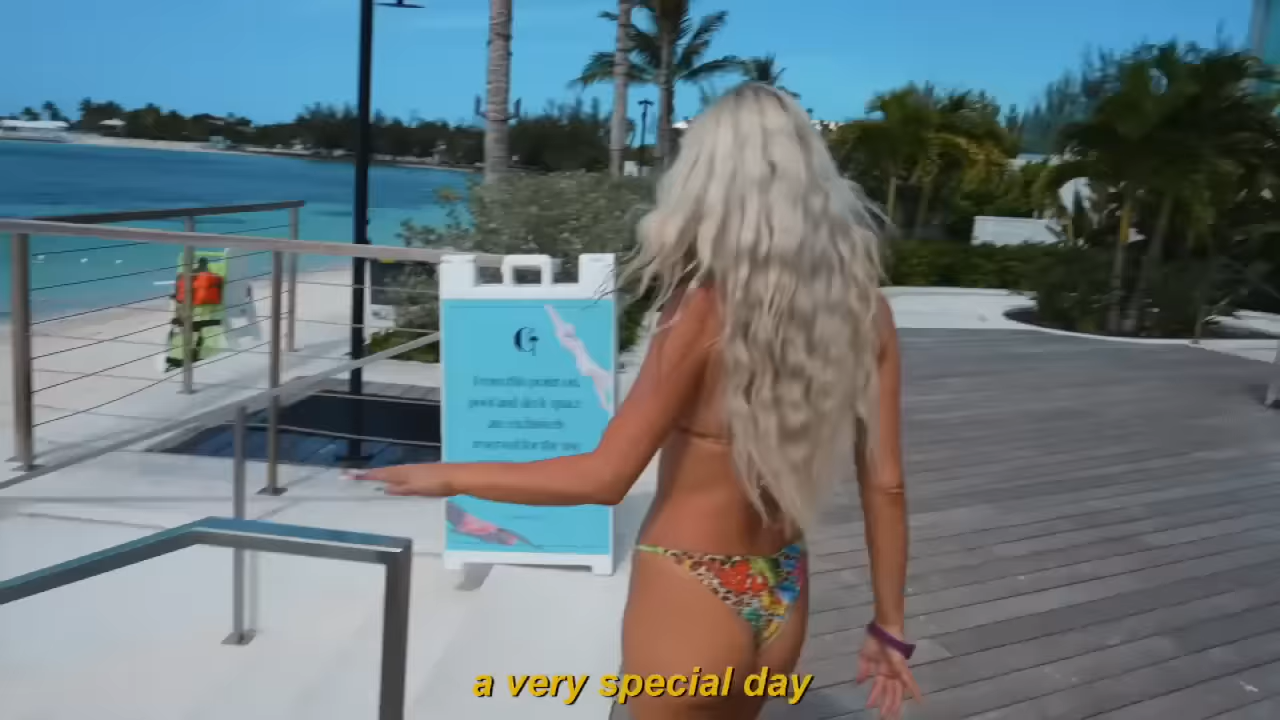 G
From this point on,
pool and deck space
are exclusively
reserved for the use
a very special day